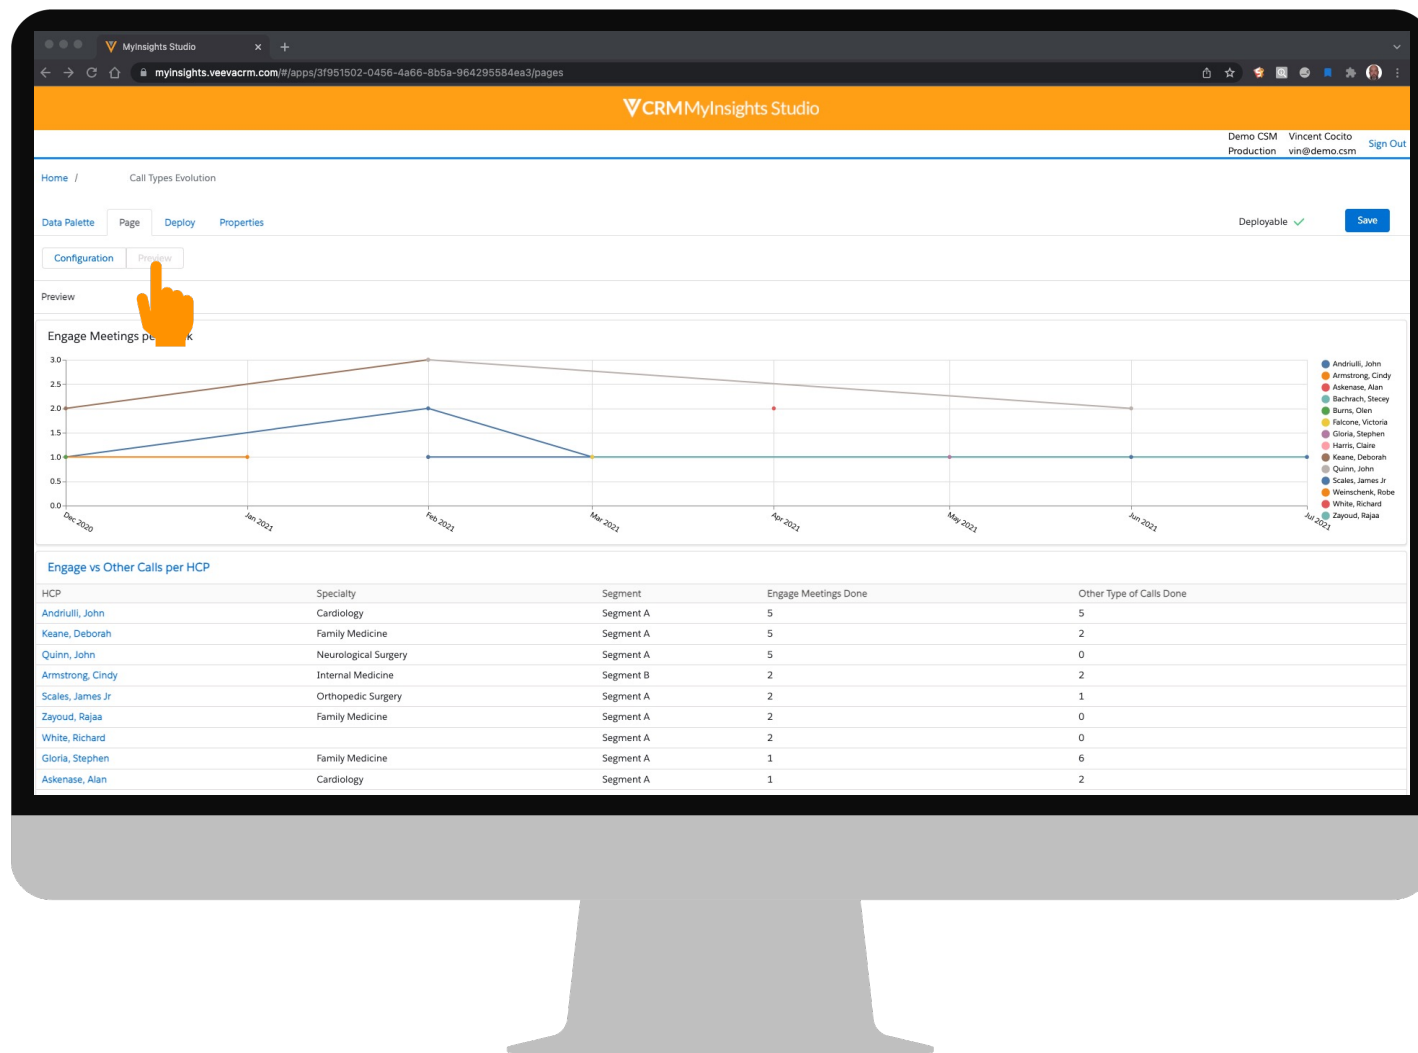 MyInsights Studio
myinsights.veevacrm.com/#/apps/3f951502-0456-4a66-8b5a-964295584ea3/pages
CRM MyInsights Studio
Demo CSM Vincent Cocito
Production vin@demo.csm Sign Out
Home / Call Types Evolution
Data Palette Page Deploy Properties Deployable Save
Configuration Preview
Preview
Engage Meetings pe k
3.0
2.5
2.0
1.5
1.0
0.5
0.0
Dec 2020 Jan 2021 Feb 2021 Mar 2021 Apr 2021 May 2021 Jun 2021 Jul 2021
Andriulli, John
Armstrong, Cindy
Askenase, Alan
Bachrach, Stecey
Burns, Olen
Falcone, Victoria
Gloria, Stephen
Harris, Claire
Keane, Deborah
Quinn, John
Scales, James Jr
Weinschenk, Robe
White, Richard
Zayoud, Rajaa
Engage vs Other Calls per HCP
HCP Specialty Segment Engage Meetings Done Other Type of Calls Done
Andriulli, John Cardiology Segment A 5 5
Keane, Deborah Family Medicine Segment A 5 2
Quinn, John Neurological Surgery Segment A 5 0
Armstrong, Cindy Internal Medicine Segment B 2 2
Scales, James Jr Orthopedic Surgery Segment A 2 1
Zayoud, Rajaa Family Medicine Segment A 2 0
White, Richard Segment A 2 0
Gloria, Stephen Family Medicine Segment A 1 6
Askenase, Alan Cardiology Segment A 1 2